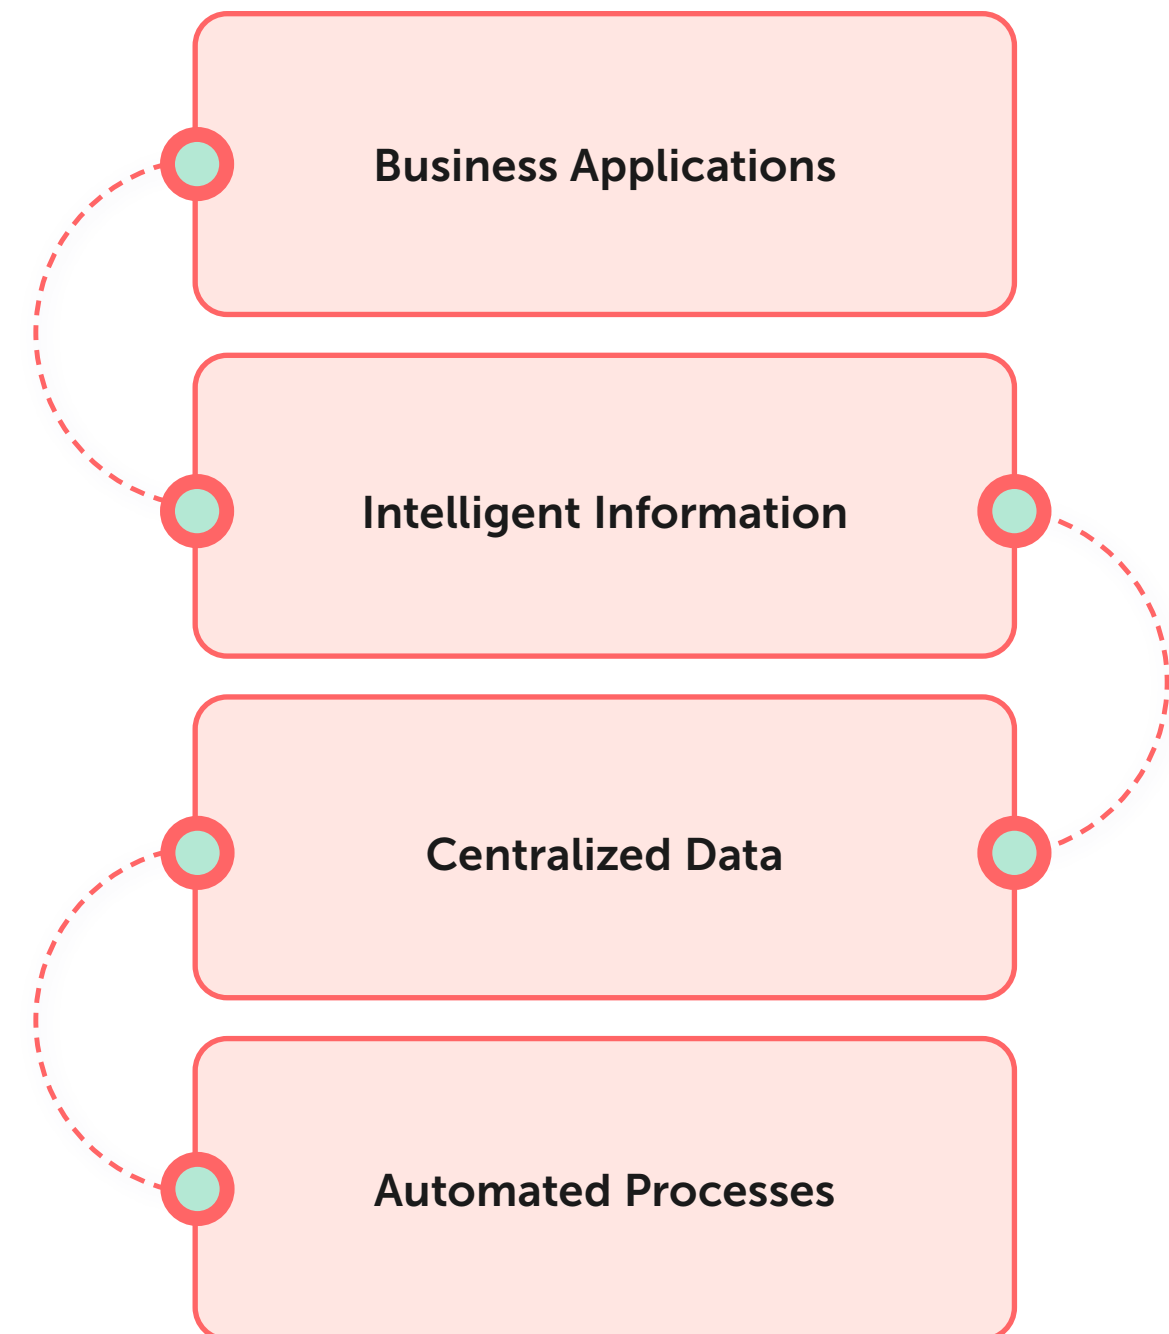 Business Applications
Intelligent Information
Centralized Data
Automated Processes